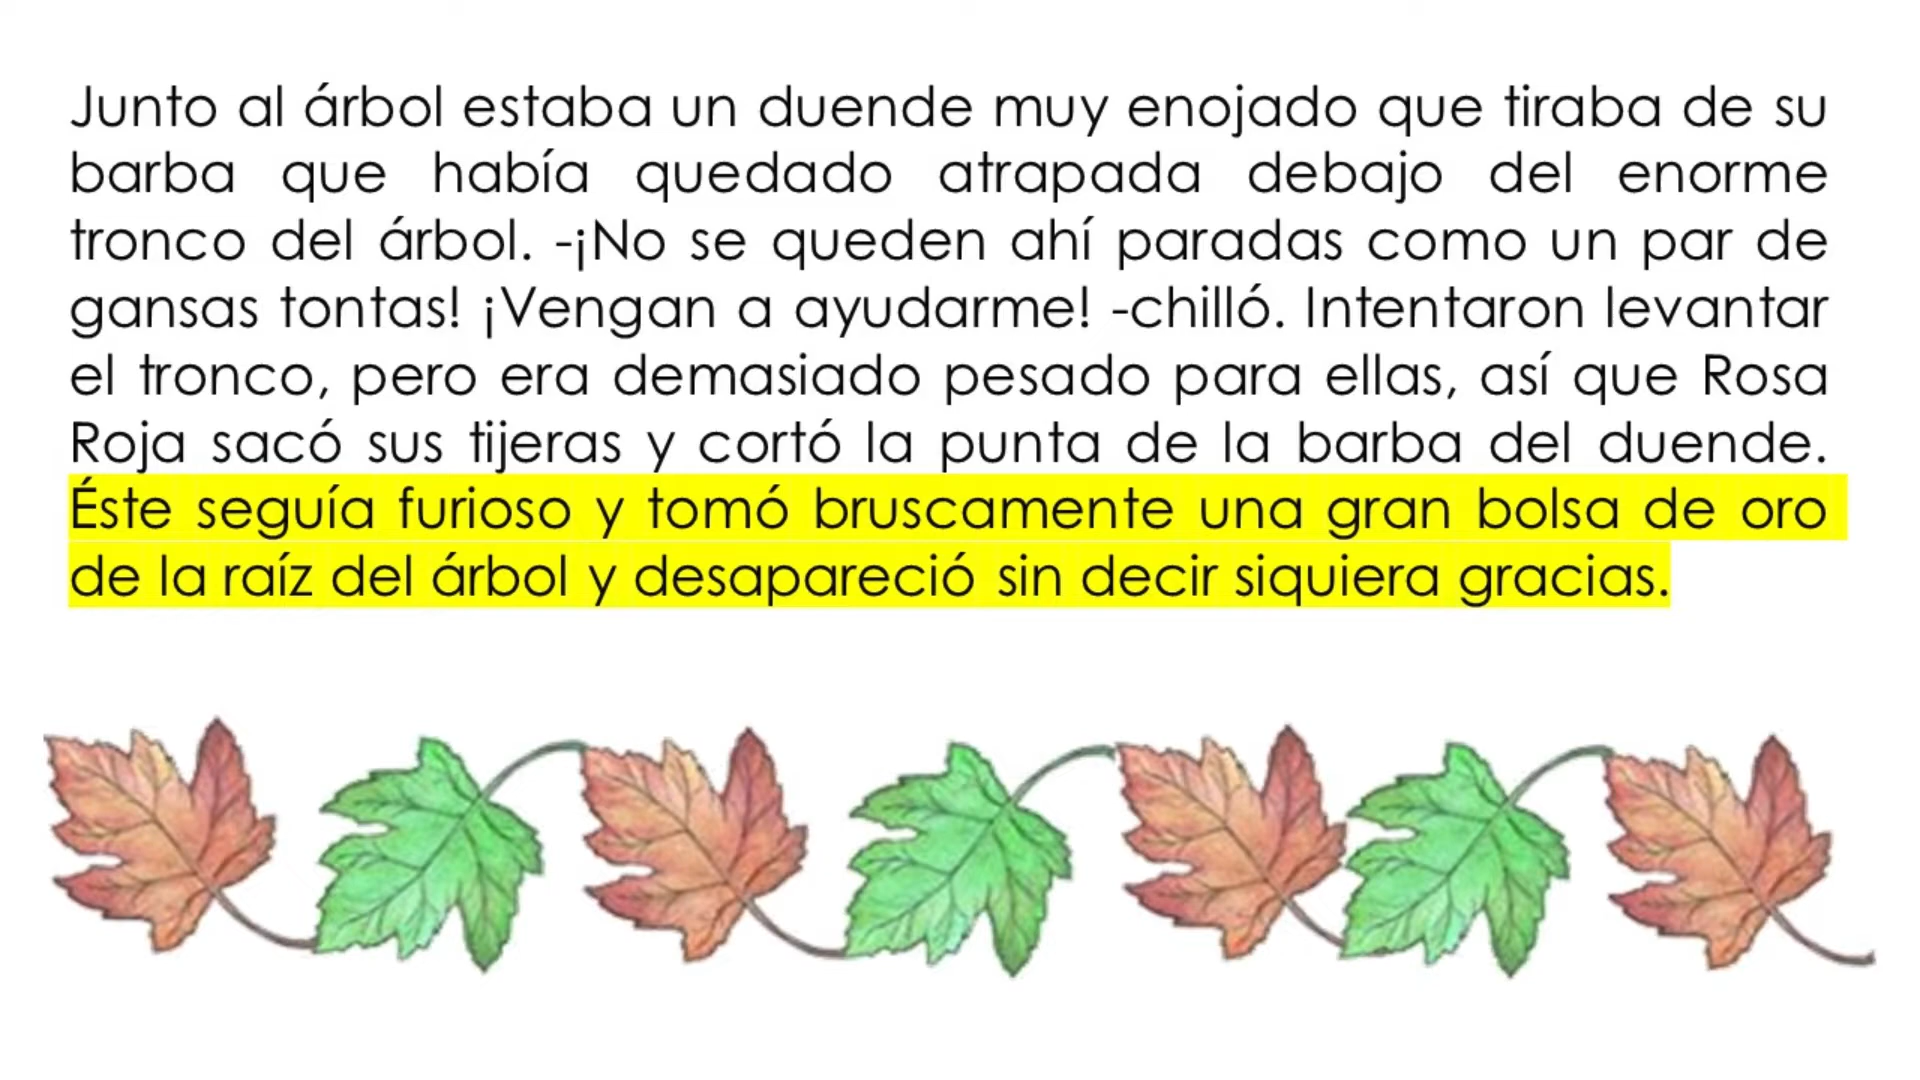 Junto al árbol estaba un duende muy enojado que tiraba de su
barba que había quedado atrapada debajo del enorme
tronco del árbol. -¡No se queden ahí paradas como un par de
gansas tontas! ¡Vengan a ayudarme! -chilló. Intentaron levantar
el tronco, pero era demasiado pesado para ellas, así que Rosa
Roja sacó sus tijeras y cortó la punta de la barba del duende.
Éste seguía furioso y tomó bruscamente una gran bolsa de oro
de la raíz del árbol y desapareció sin decir siquiera gracias.